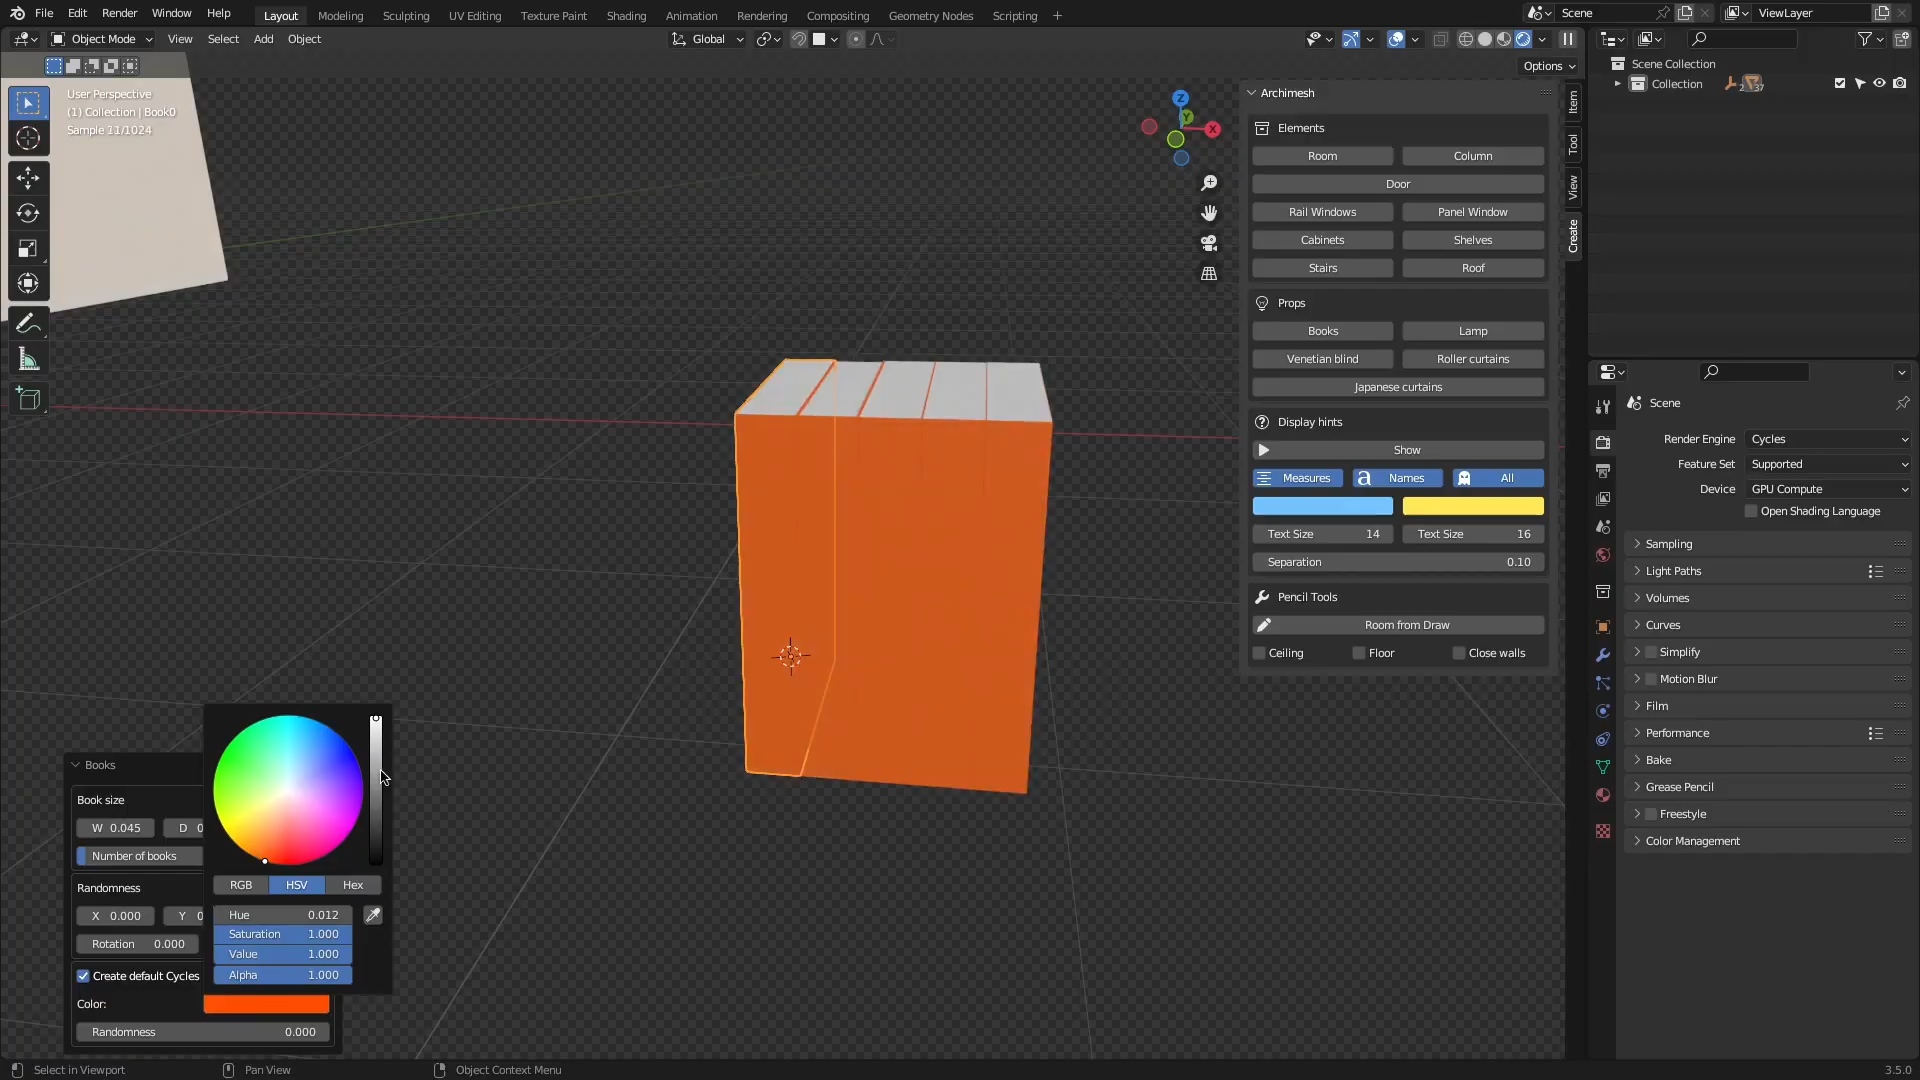 File Edit Render Window Help Layout Modeling Sculpting UV Editing Texture Paint Shading Animation Rendering Compositing Geometry Nodes Scripting + Scene ViewLayer
Object Mode View Select Add Object Global
Options
User Perspective
(1) Collection | Book0
Sample 11/1024
Z
Y
X
Archimesh
Elements
Room Column
Door
Rail Windows Panel Window
Cabinets Shelves
Stairs Roof
Props
Books Lamp
Venetian blind Roller curtains
Japanese curtains
Display hints
Show
Measures a Names All
Text Size 14 Text Size 16
Separation 0.10
Pencil Tools
Room from Draw
Ceiling Floor Close walls
Item
Tool
View
Create
Scene Collection
Collection 2 37
Scene
Render Engine Cycles
Feature Set Supported
Device GPU Compute
Open Shading Language
Sampling
Light Paths
Volumes
Curves
Simplify
Motion Blur
Film
Performance
Bake
Grease Pencil
Freestyle
Color Management
Books
Book size
W 0.045 D 0
Number of books
Randomness
X 0.000 Y 0
Rotation 0.000
Create default Cycles
Color:
Randomness 0.000
RGB HSV Hex
Hue 0.012
Saturation 1.000
Value 1.000
Alpha 1.000
Select in Viewport Pan View Object Context Menu 3.5.0